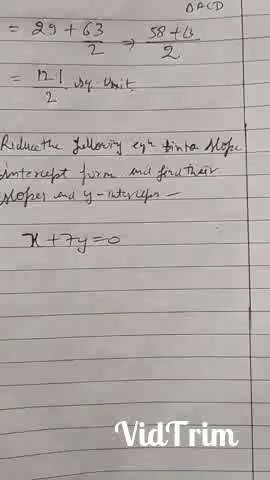 ΔACD
= 29 + 63/2 ⇒ 58+63/2
= 121/2 sq. unit.
Reduce the following eqn into slope
intercept form and find their
slopes and y-intercepts —
x + 7y = 0
VidTrim